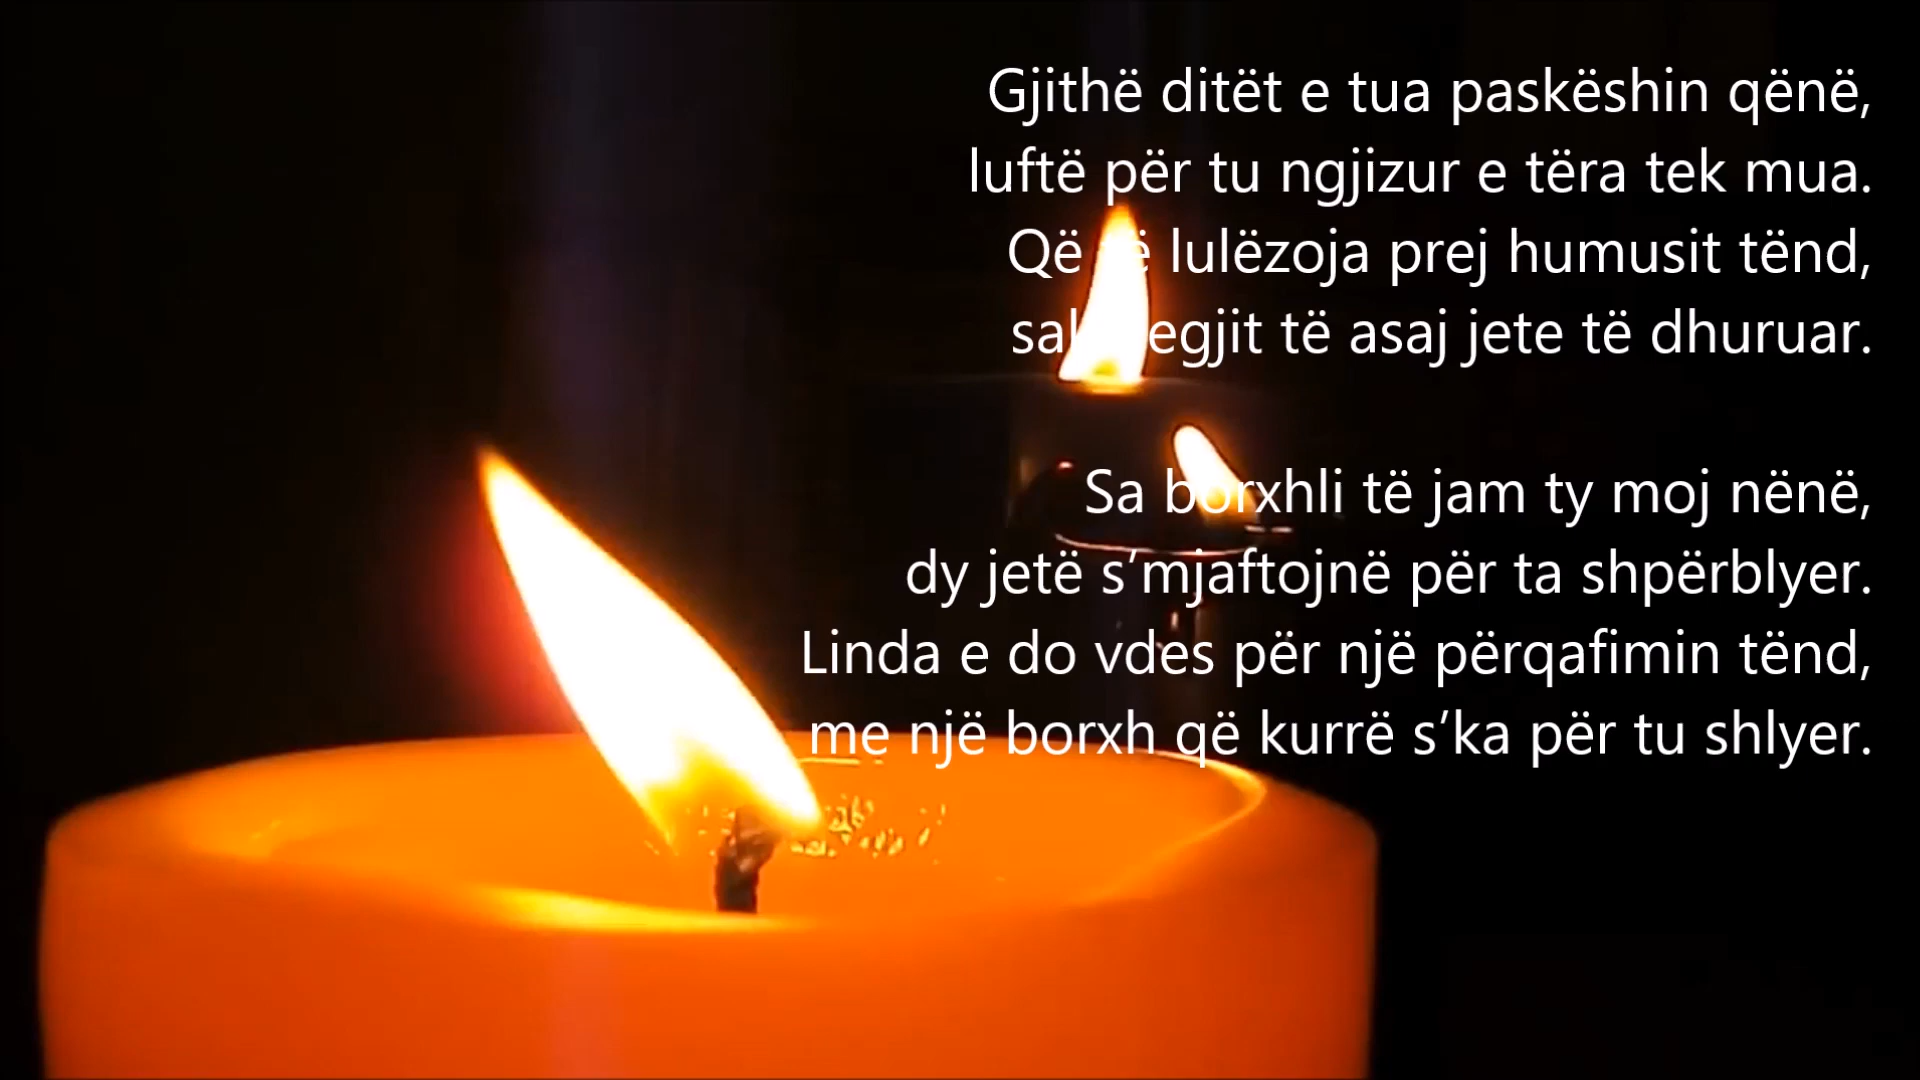 Gjithë ditët e tua paskëshin qënë,
luftë për tu ngjizur e tëra tek mua.
Që lulëzoja prej humusit tënd,
të asaj jete të dhuruar.
Sa borxhli të jam ty moj nënë,
dy jetë s’mjaftojnë për ta shpërblyer.
Linda e do vdes për një përqafimin tënd,
me një borxh që kurrë s’ka për tu shlyer.